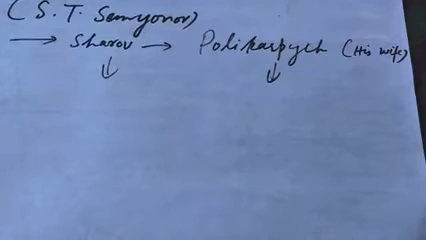 (S. T. Semyonov)
→ Sharov → Polikarpych (His wife)
↓ ↓